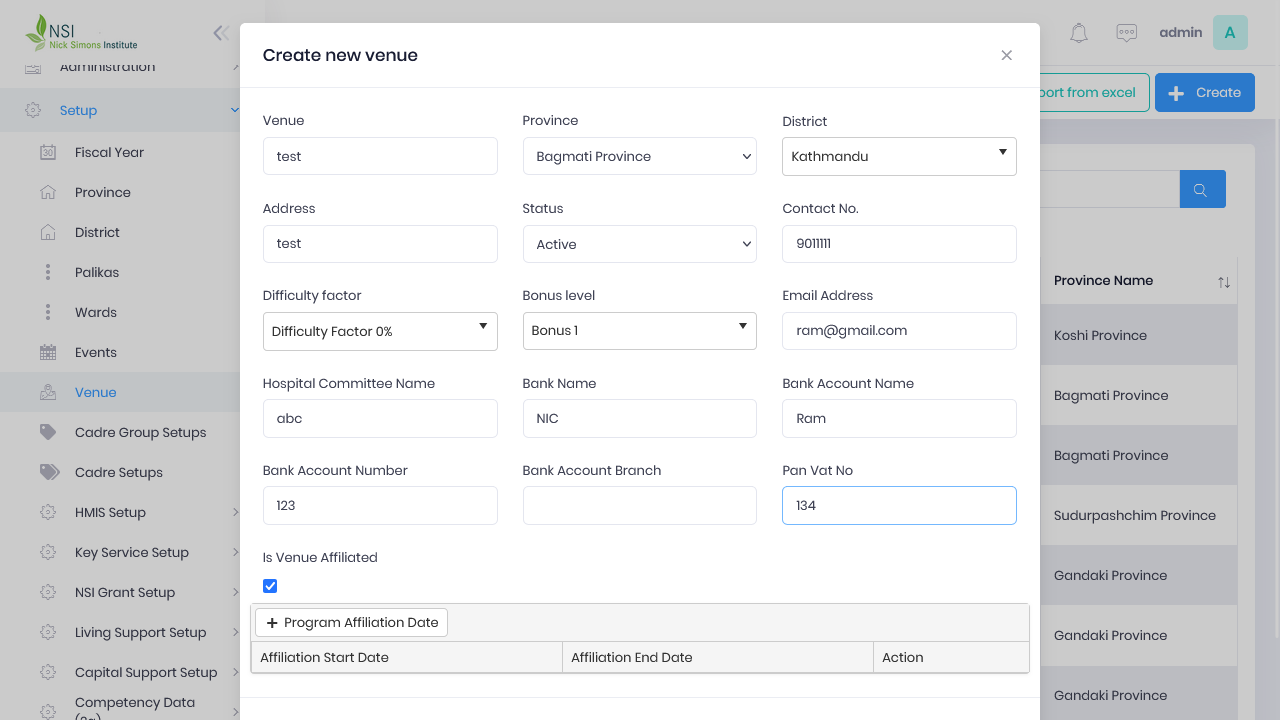 NSI
Nick Simons Institute
Administration
Setup
Fiscal Year
Province
District
Palikas
Wards
Events
Venue
Cadre Group Setups
Cadre Setups
HMIS Setup
Key Service Setup
NSI Grant Setup
Living Support Setup
Capital Support Setup
Competency Data
Create new venue
Venue
Province
District
test
Bagmati Province
Kathmandu
Address
Status
Contact No.
test
Active
9011111
Difficulty factor
Bonus level
Email Address
Difficulty Factor 0%
Bonus 1
ram@gmail.com
Hospital Committee Name
Bank Name
Bank Account Name
abc
NIC
Ram
Bank Account Number
Bank Account Branch
Pan Vat No
123
134
Is Venue Affiliated
+ Program Affiliation Date
Affiliation Start Date
Affiliation End Date
Action
admin
A
port from excel
+ Create
Province Name
Koshi Province
Bagmati Province
Bagmati Province
Sudurpashchim Province
Gandaki Province
Gandaki Province
Gandaki Province